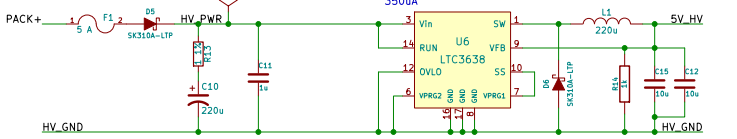 350uA
PACK+ 1 F1 2 D5 HV_PWR 3 Vin SW 1 L1 5V_HV
5 A SK310A-LTP 220u
14 RUN U6 VFB 9
R13 1 LTC3638
C11 12 OVLO SS 10 D6 SK310A-LTP R14 1k C15 C12
C10 1u 10u 10u
+ 6 VPRG2 VPRG1 7
220u GND GND GND
16 17 8
HV_GND HV_GND